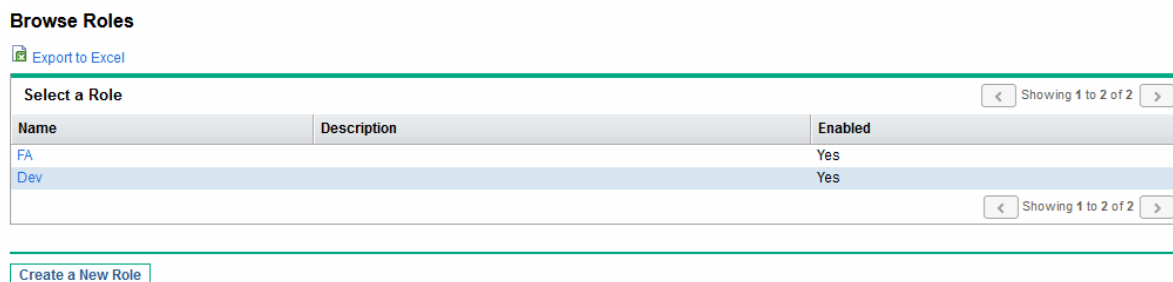 Browse Roles
Export to Excel
Select a Role Showing 1 to 2 of 2
Name Description Enabled
FA Yes
Dev Yes
Showing 1 to 2 of 2
Create a New Role